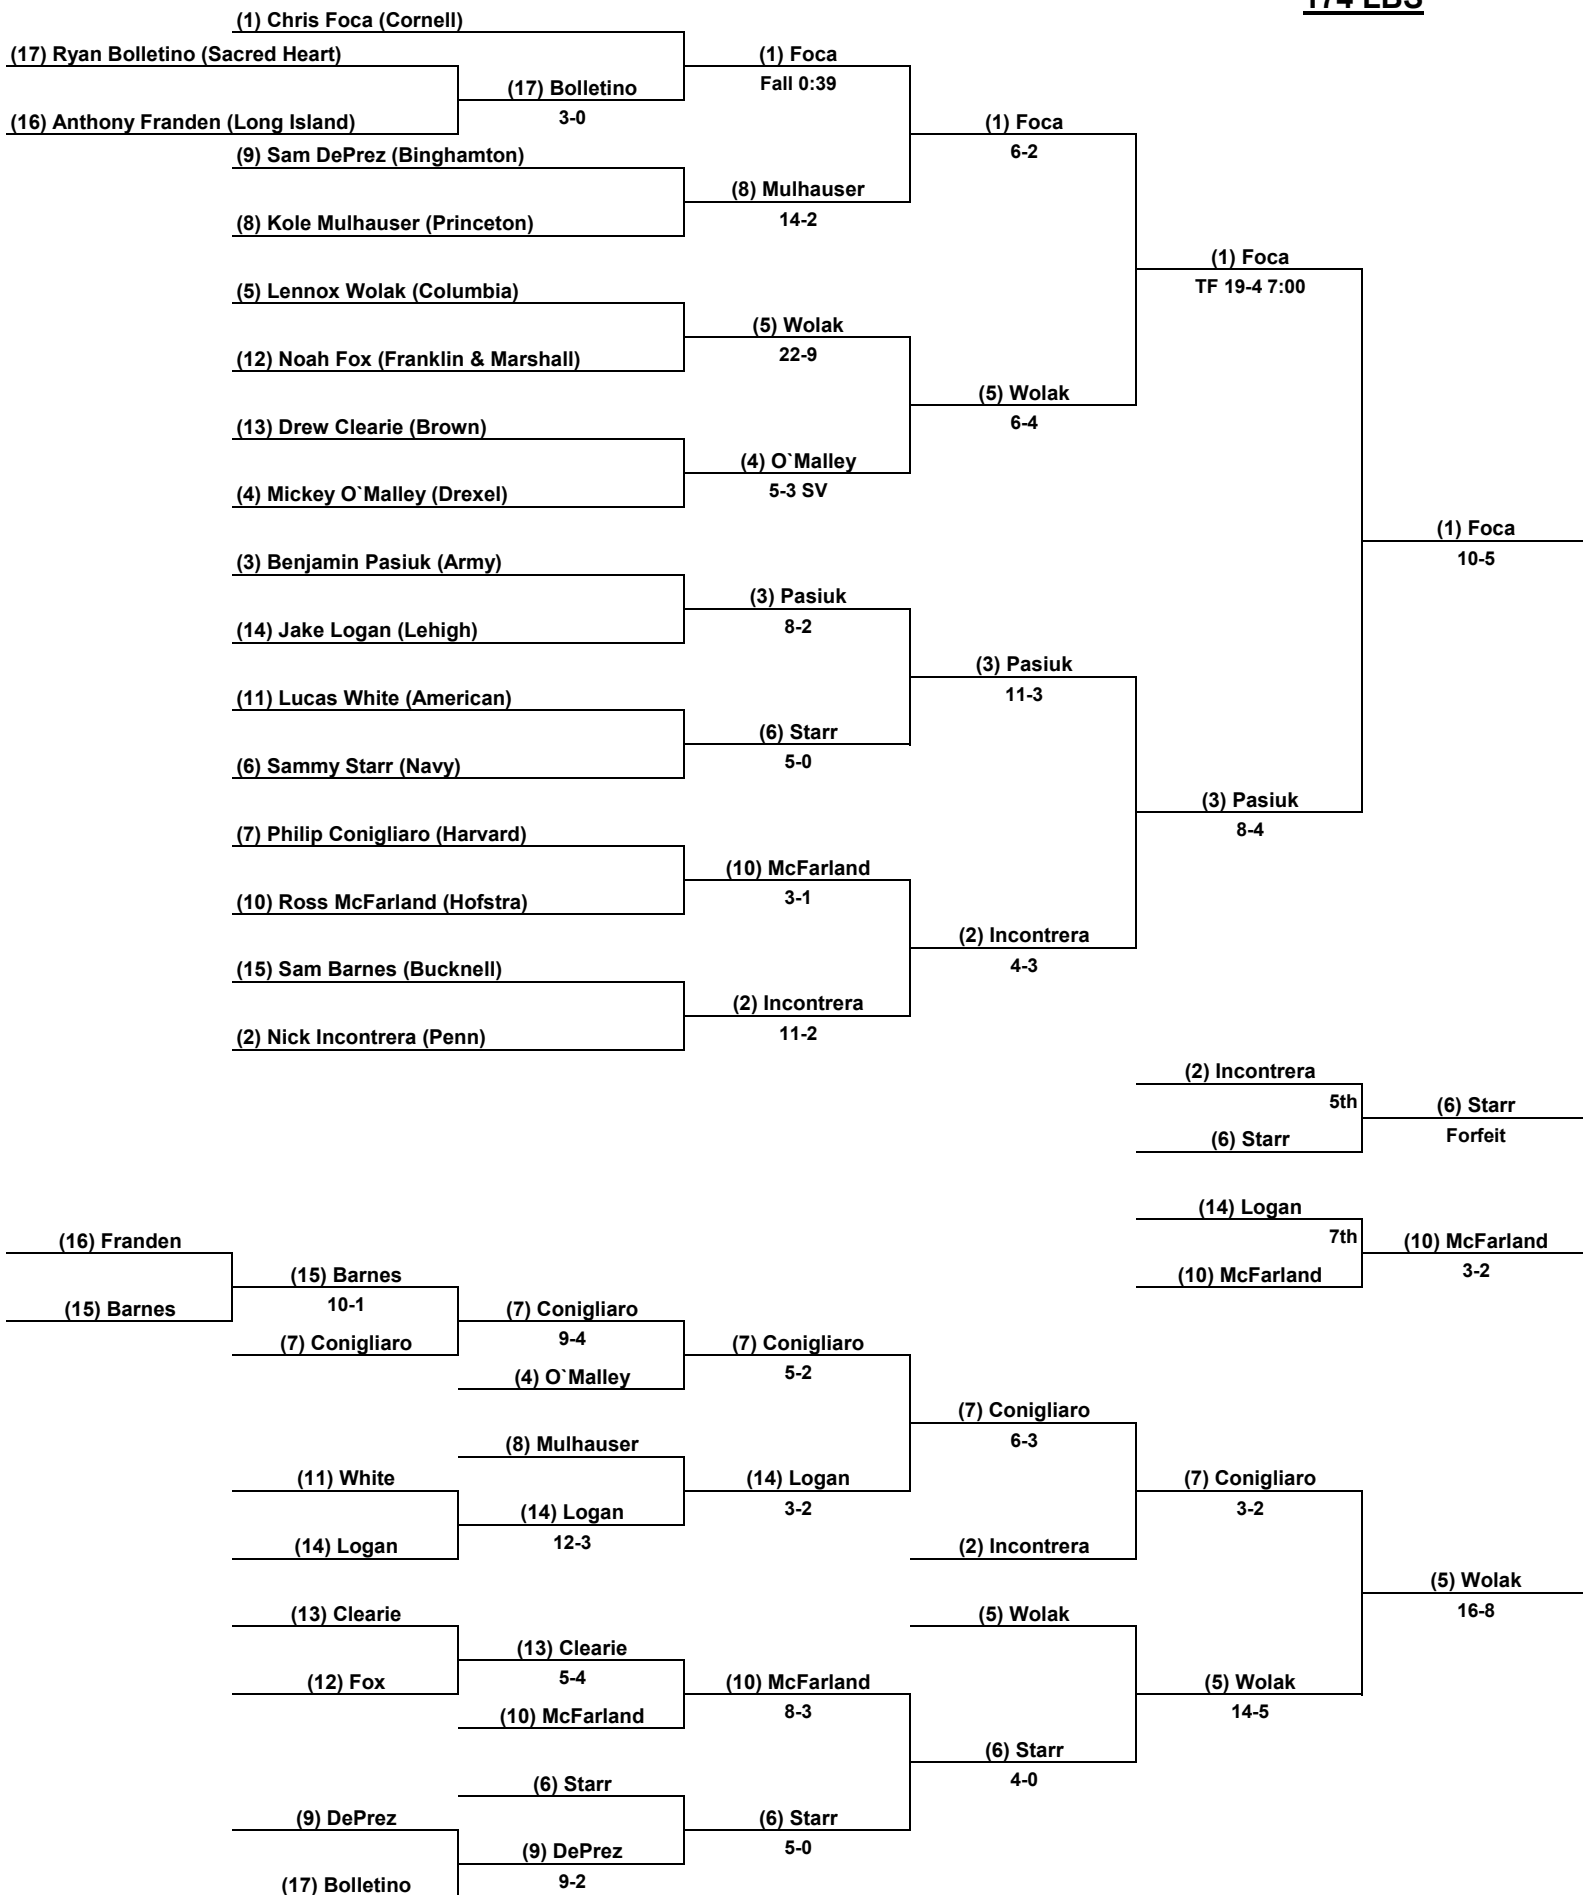 174 LBS
(1) Chris Foca (Cornell)
(17) Ryan Bolletino (Sacred Heart)
(1) Foca
Fall 0:39
(17) Bolletino
3-0
(16) Anthony Franden (Long Island)
(1) Foca
6-2
(9) Sam DePrez (Binghamton)
(8) Mulhauser
14-2
(8) Kole Mulhauser (Princeton)
(1) Foca
TF 19-4 7:00
(5) Lennox Wolak (Columbia)
(5) Wolak
22-9
(12) Noah Fox (Franklin & Marshall)
(5) Wolak
6-4
(13) Drew Clearie (Brown)
(4) O`Malley
5-3 SV
(4) Mickey O`Malley (Drexel)
(1) Foca
10-5
(3) Benjamin Pasiuk (Army)
(3) Pasiuk
8-2
(14) Jake Logan (Lehigh)
(3) Pasiuk
11-3
(11) Lucas White (American)
(6) Starr
5-0
(6) Sammy Starr (Navy)
(3) Pasiuk
8-4
(7) Philip Conigliaro (Harvard)
(10) McFarland
3-1
(10) Ross McFarland (Hofstra)
(2) Incontrera
4-3
(15) Sam Barnes (Bucknell)
(2) Incontrera
11-2
(2) Nick Incontrera (Penn)
(2) Incontrera
5th
(6) Starr
Forfeit
(6) Starr
(14) Logan
7th
(10) McFarland
3-2
(10) McFarland
(16) Franden
(15) Barnes
10-1
(15) Barnes
(7) Conigliaro
9-4
(7) Conigliaro
(7) Conigliaro
5-2
(4) O`Malley
(7) Conigliaro
6-3
(8) Mulhauser
(11) White
(14) Logan
3-2
(7) Conigliaro
3-2
(14) Logan
12-3
(14) Logan
(2) Incontrera
(5) Wolak
16-8
(13) Clearie
(5) Wolak
(13) Clearie
5-4
(12) Fox
(10) McFarland
8-3
(5) Wolak
14-5
(10) McFarland
(6) Starr
4-0
(6) Starr
(9) DePrez
(6) Starr
5-0
(9) DePrez
9-2
(17) Bolletino